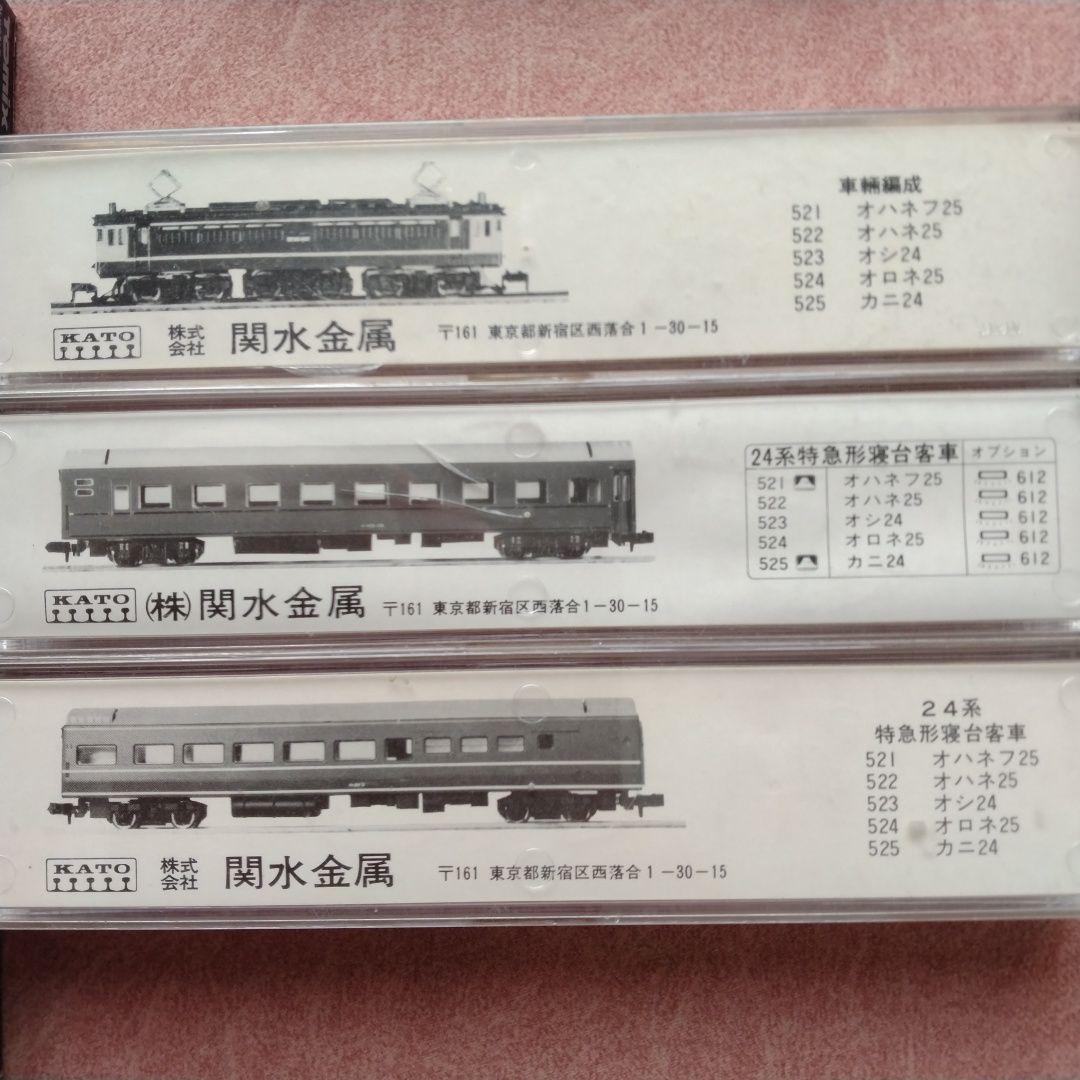 TOMIX
車輛編成
521 オハネフ25
522 オハネ25
523 オシ24
524 オロネ25
525 カニ24
KATO 株式会社 関水金属 〒161 東京都新宿区西落合1-30-15
24系特急形寝台客車 オプション
521 オハネフ25 612
522 オハネ25 612
523 オシ24 612
524 オロネ25 612
525 カニ24 612
KATO (株)関水金属 〒161 東京都新宿区西落合1-30-15
24系
特急形寝台客車
521 オハネフ25
522 オハネ25
523 オシ24
524 オロネ25
525 カニ24
KATO 株式会社 関水金属 〒161 東京都新宿区西落合1-30-15